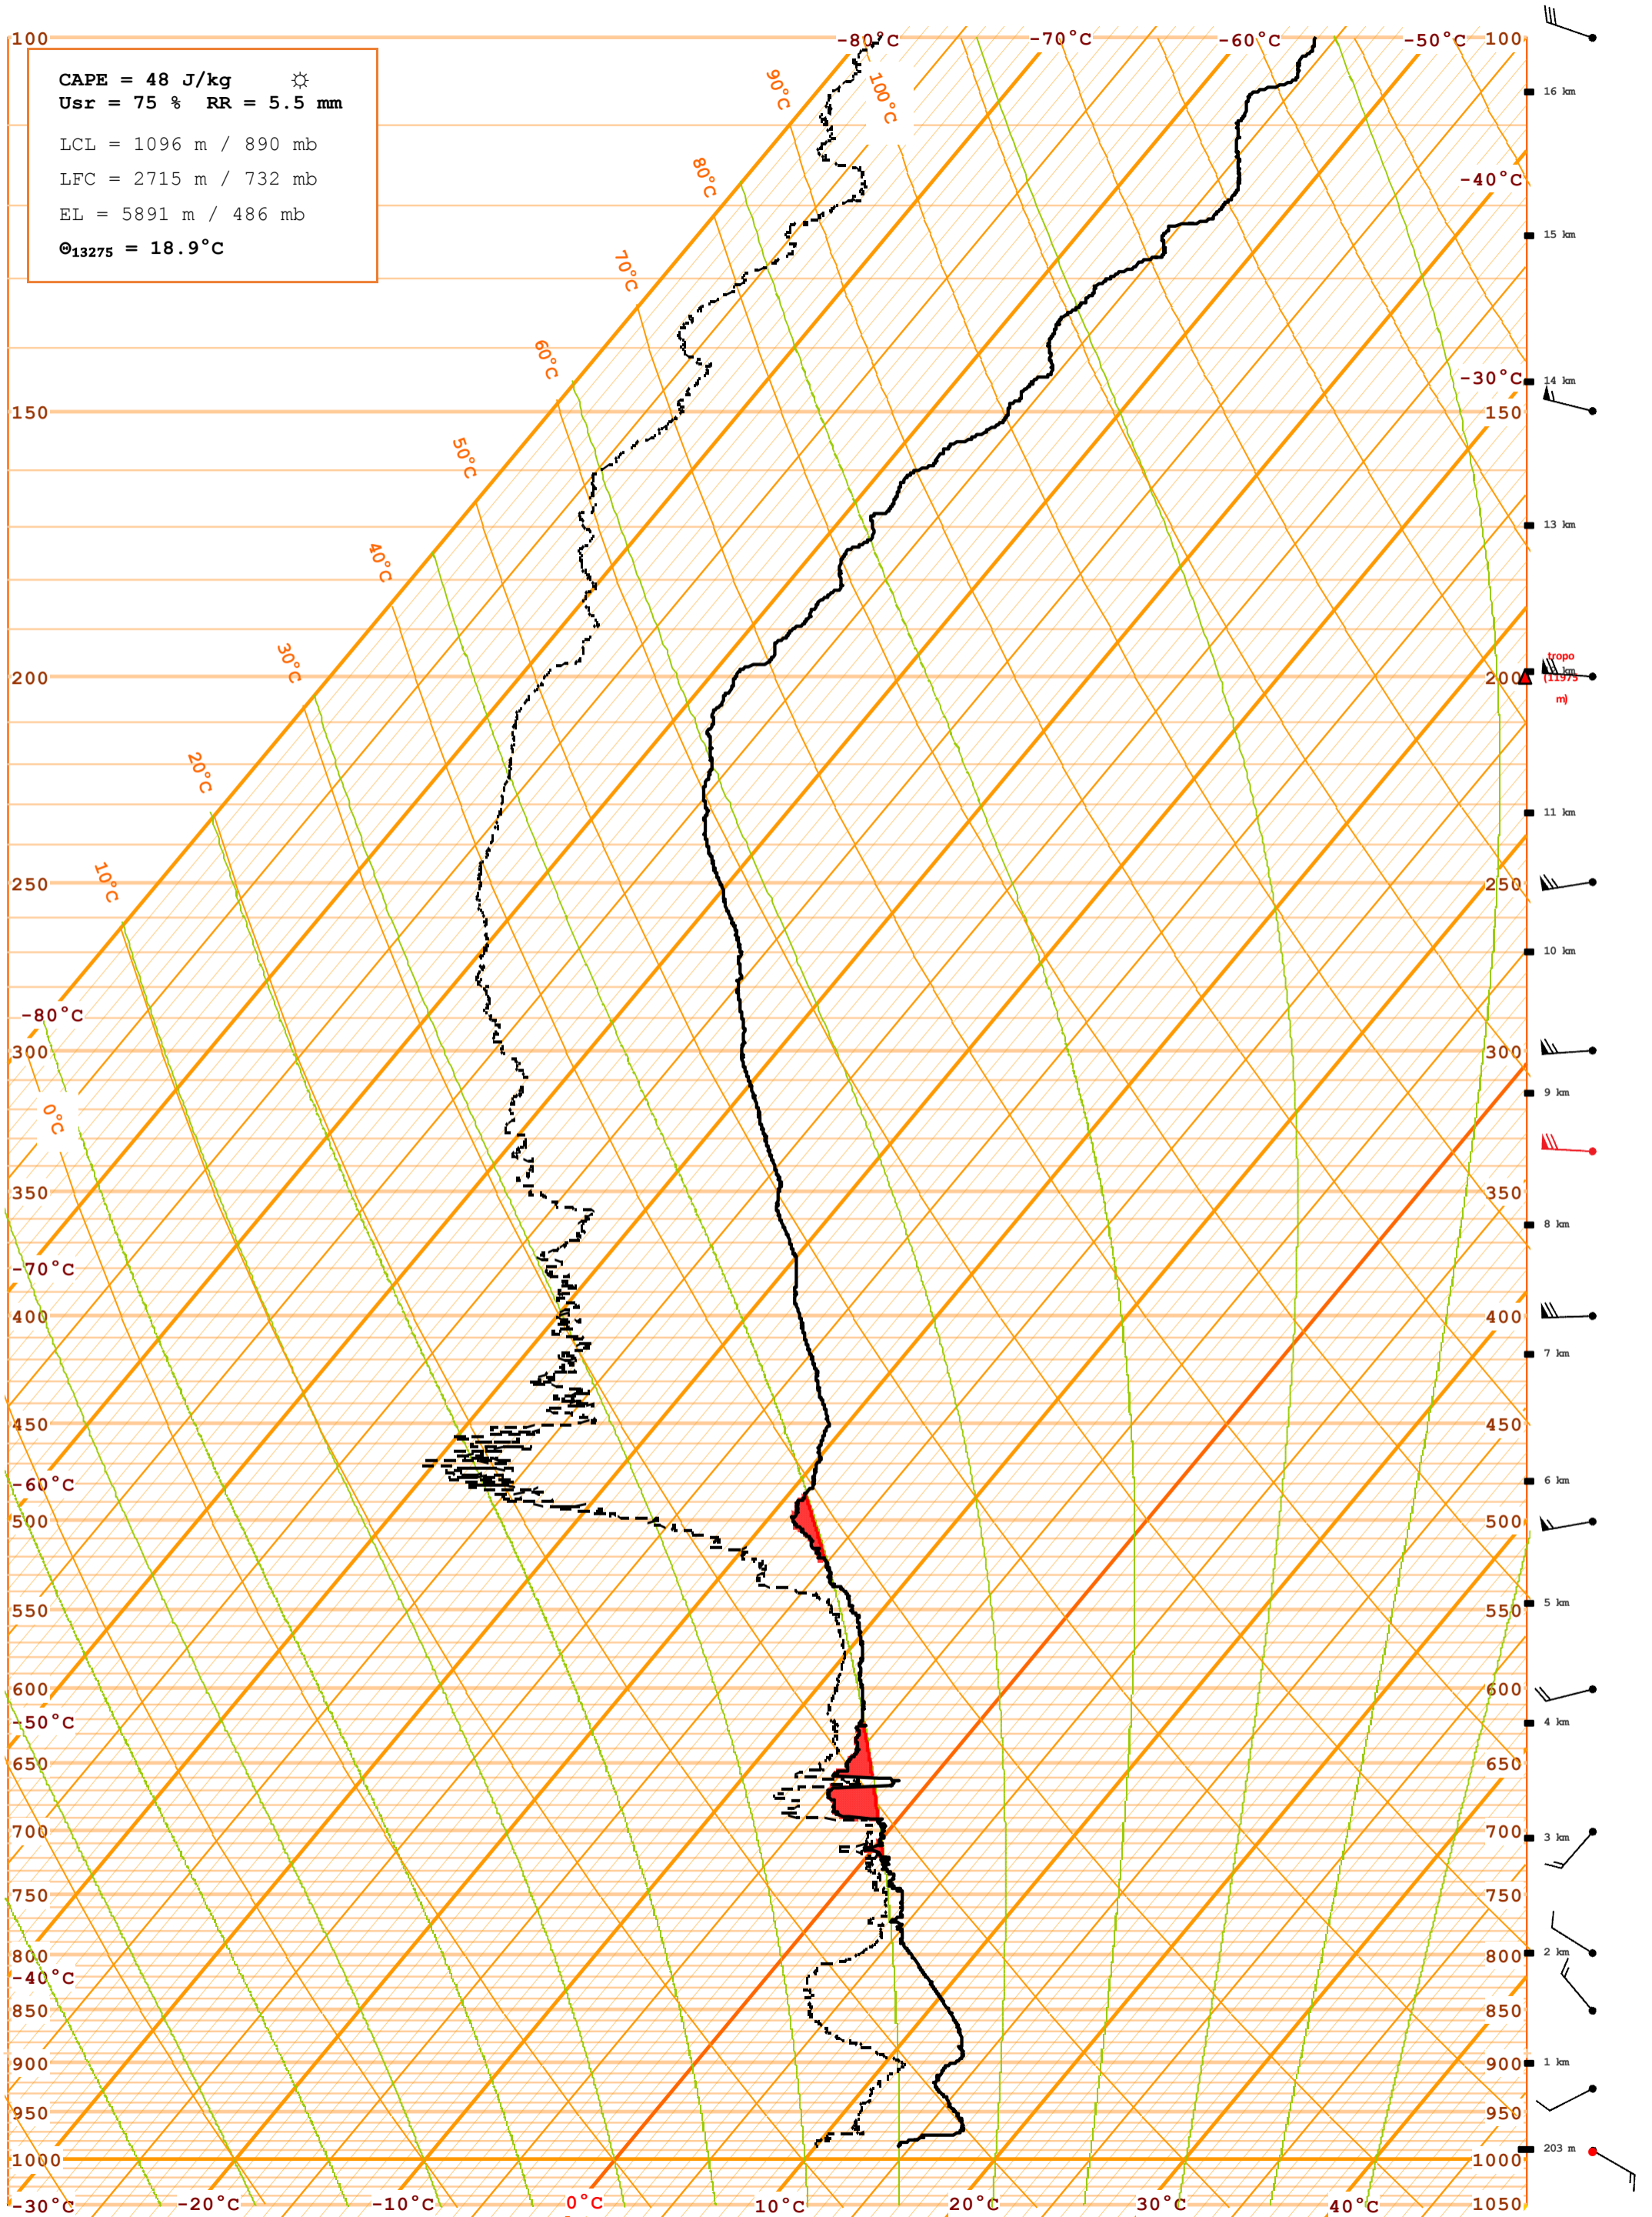 -80°C
-70°C
-60°C
-50°C
100
100
CAPE = 48 J/kg ☼
Usr = 75 % RR = 5.5 mm
LCL = 1096 m / 890 mb
LFC = 2715 m / 732 mb
EL = 5891 m / 486 mb
Θ13275 = 18.9°C
90°C
100°C
16 km
80°C
-40°C
15 km
70°C
60°C
-30°C
14 km
150
150
50°C
13 km
40°C
30°C
tropo
200
200
(11975
m)
20°C
11 km
10°C
250
250
10 km
-80°C
300
300
9 km
0°C
350
350
8 km
-70°C
400
400
7 km
450
450
-60°C
6 km
500
500
5 km
550
550
600
600
-50°C
4 km
650
650
700
700
3 km
750
750
800
800
2 km
-40°C
850
850
900
900
1 km
950
950
203 m
1000
1000
-30°C
-20°C
-10°C
0°C
10°C
20°C
30°C
40°C
1050